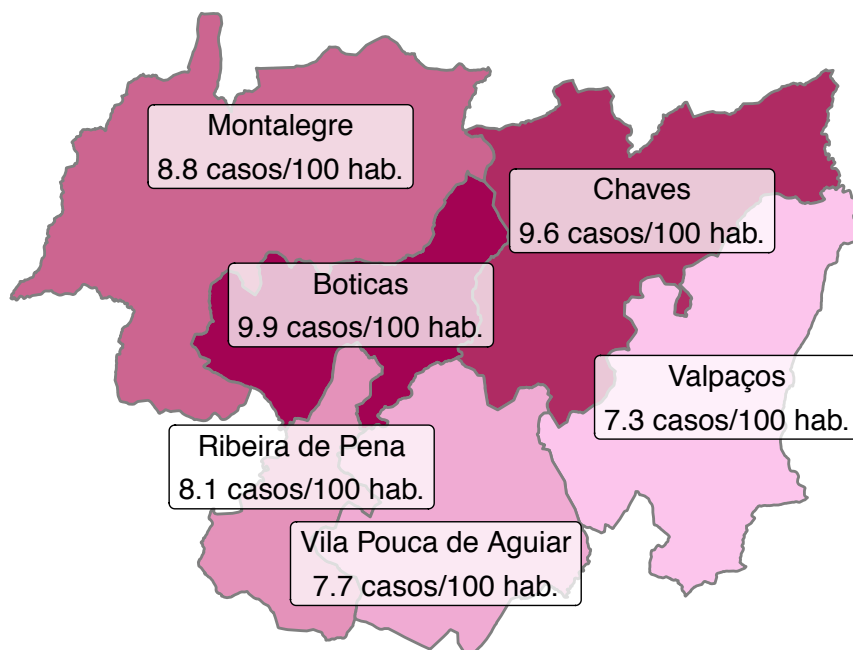 Montalegre
8.8 casos/100 hab.
Chaves
9.6 casos/100 hab.
Boticas
9.9 casos/100 hab.
Valpaços
7.3 casos/100 hab.
Ribeira de Pena
8.1 casos/100 hab.
Vila Pouca de Aguiar
7.7 casos/100 hab.